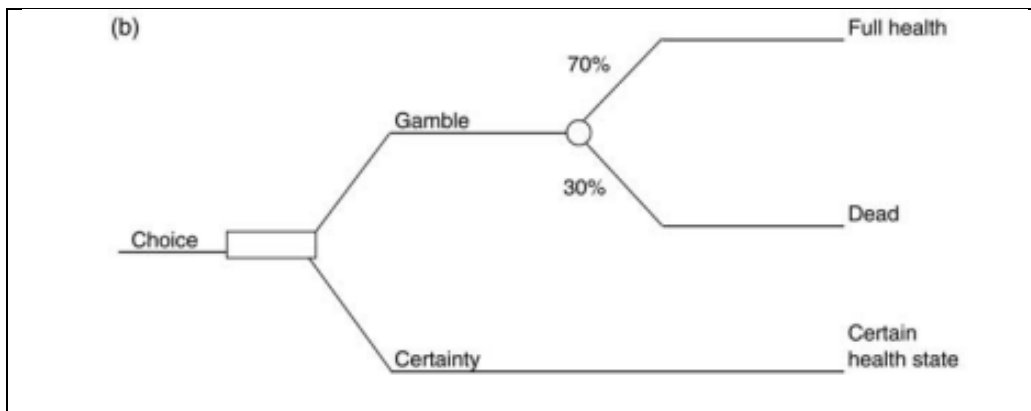 (b)
Full health
70%
Gamble
30%
Dead
Choice
Certain
health state
Certainty